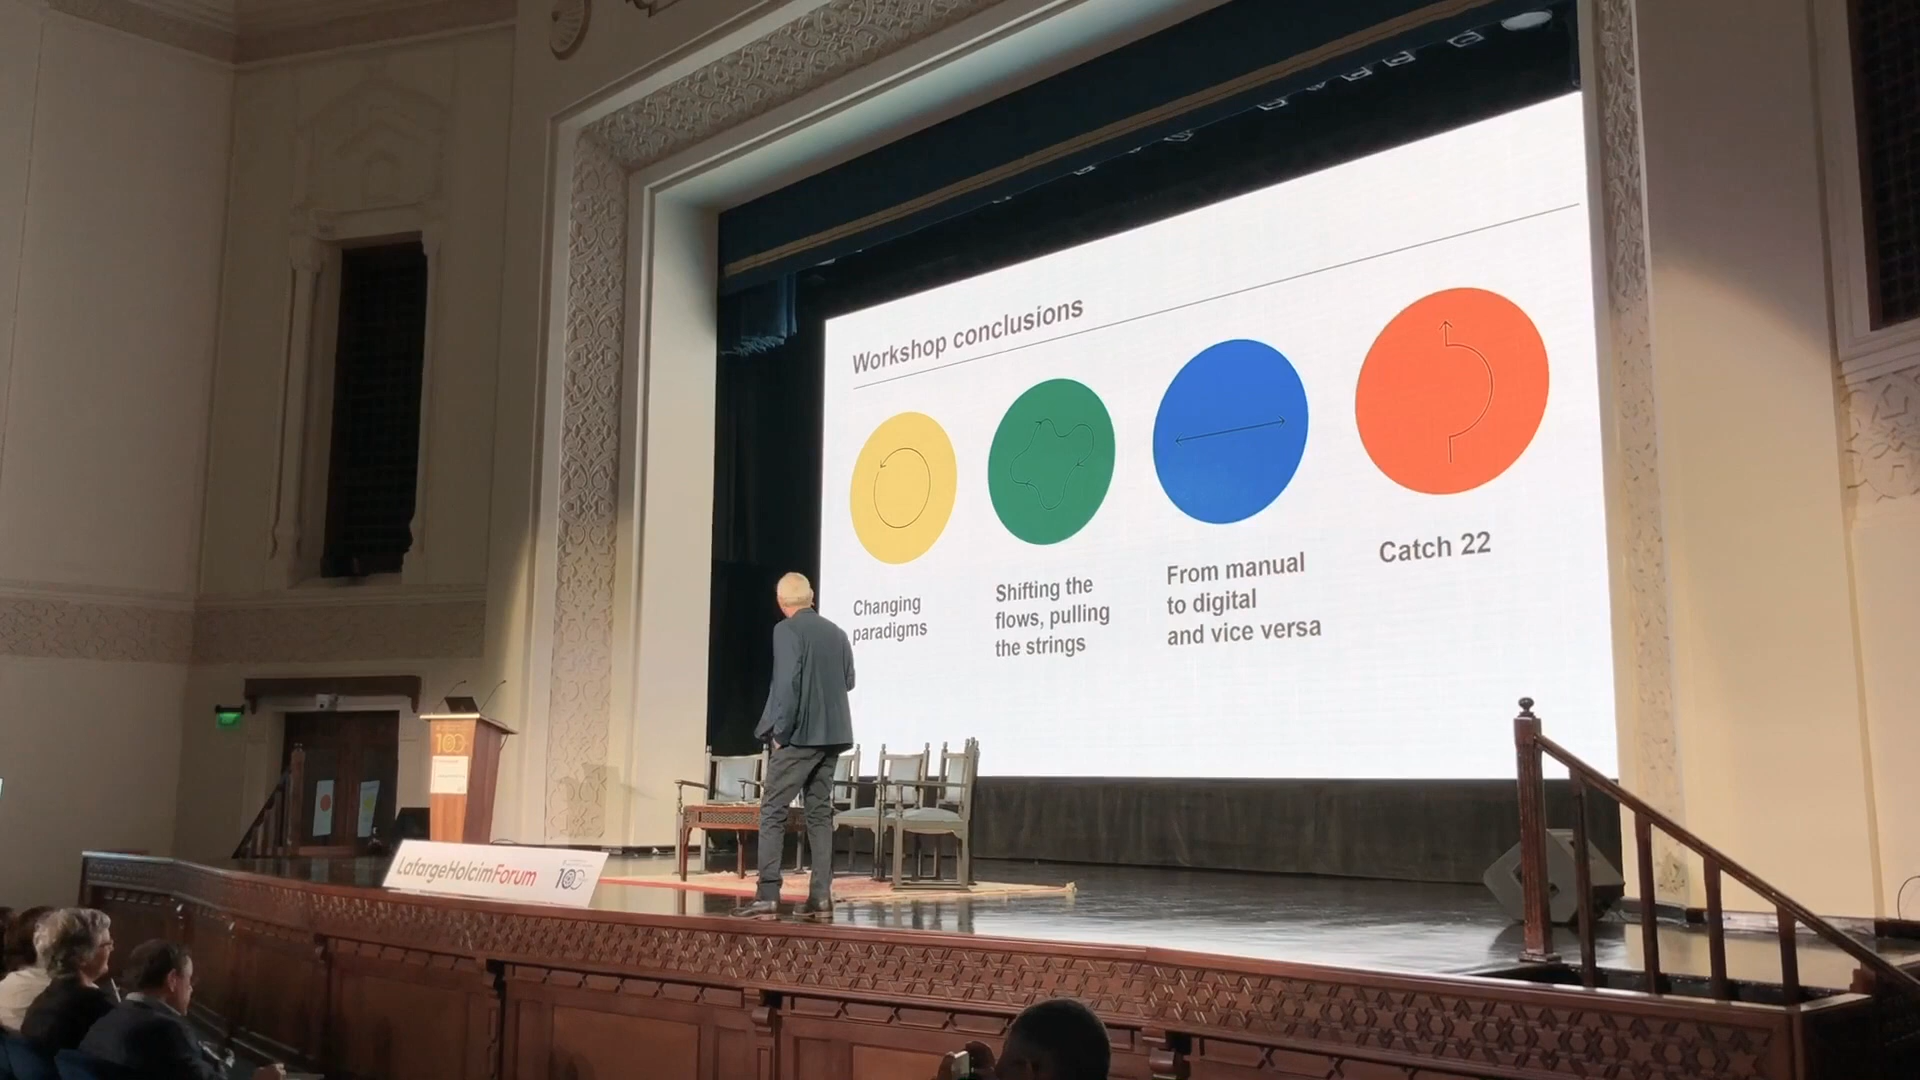 Workshop conclusions
Changing
paradigms
Shifting the
flows, pulling
the strings
From manual
to digital
and vice versa
Catch 22
100
LafargeHolcimForum
100